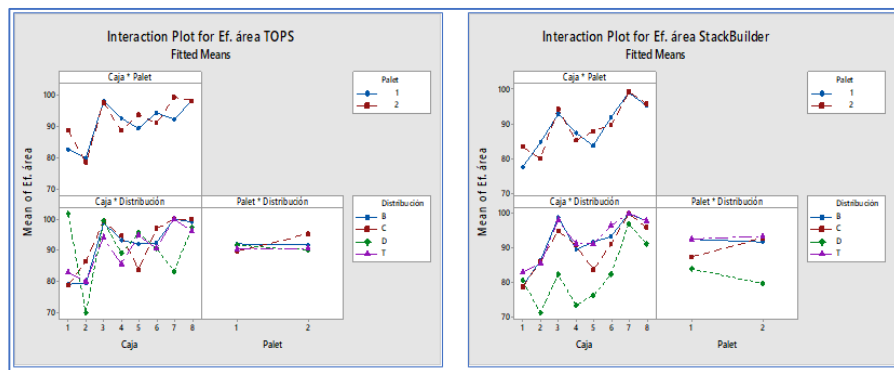 Interaction Plot for Ef. área TOPS
Fitted Means
Caja * Palet
Palet
1
2
100
90
80
70
Mean of Ef. área
Caja * Distribución
Palet * Distribución
Distribución
B
C
D
T
100
90
80
70
1 2 3 4 5 6 7 8
1 2
Caja
Palet
Interaction Plot for Ef. área StackBuilder
Fitted Means
Caja * Palet
Palet
1
2
100
90
80
70
Mean of Ef. área
Caja * Distribución
Palet * Distribución
Distribución
B
C
D
T
100
90
80
70
1 2 3 4 5 6 7 8
1 2
Caja
Palet